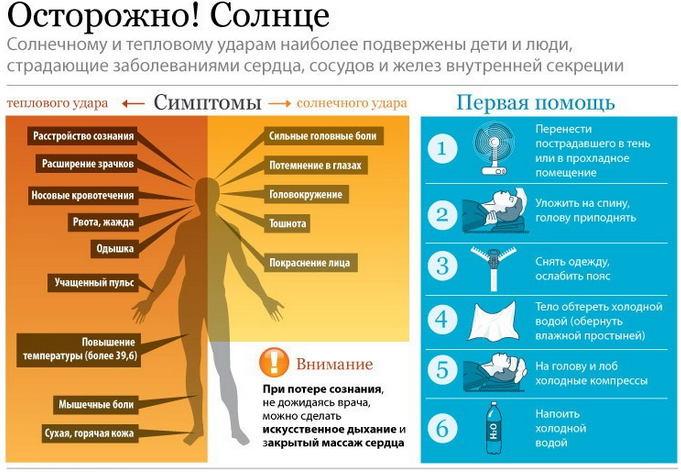 Осторожно! Солнце
Солнечному и тепловому ударам наиболее подвержены дети и люди,
страдающие заболеваниями сердца, сосудов и желез внутренней секреции
теплового удара
Симптомы
солнечного удара
Расстройство сознания
Расширение зрачков
Носовые кровотечения
Рвота, жажда
Одышка
Учащенный пульс
Повышение
температуры (более 39,6)
Мышечные боли
Сухая, горячая кожа
Сильные головные боли
Потемнение в глазах
Головокружение
Тошнота
Покраснение лица
Внимание
При потере сознания,
не дожидаясь врача,
можно сделать
искусственное дыхание и
закрытый массаж сердца
Первая помощь
1
Перенести
пострадавшего в тень
или в прохладное
помещение
2
Уложить на спину,
голову приподнять
3
Снять одежду,
ослабить пояс
4
Тело обтереть холодной
водой (обернуть
влажной простыней)
5
На голову и лоб
холодные компрессы
6
H₂O
Напоить
холодной
водой